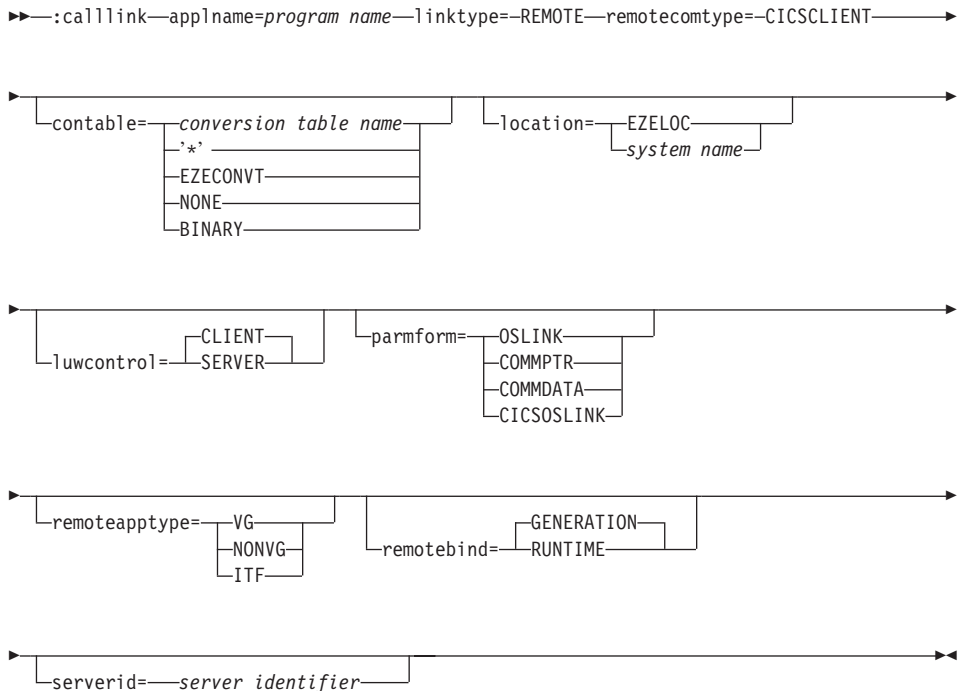 :calllink applname=program name linktype= REMOTE remotecomtype= CICSCLIENT
contable= conversion table name
'*'
EZECONVT
NONE
BINARY
location= EZELOC
system name
luwcontrol= CLIENT
SERVER
parmform= OSLINK
COMMPTR
COMMDATA
CICSOSLINK
remoteapptype= VG
NONVG
ITF
remotebind= GENERATION
RUNTIME
serverid= server identifier